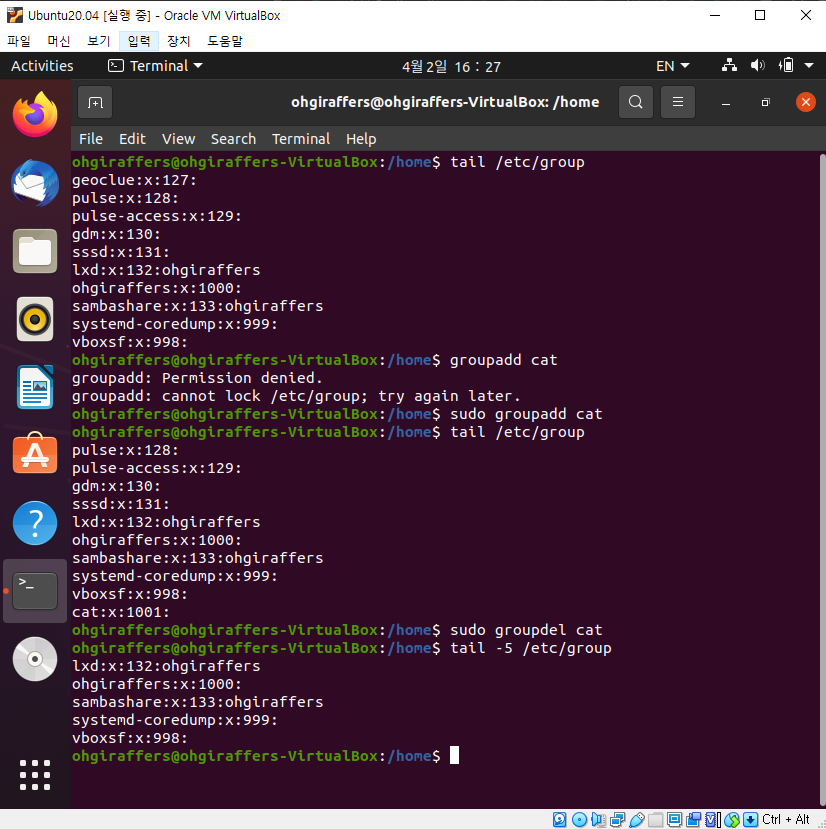 Ubuntu20.04 [실행 중] - Oracle VM VirtualBox
파일 머신 보기 입력 장치 도움말
Activities Terminal 4월 2일 16 : 27 EN
ohgiraffers@ohgiraffers-VirtualBox: /home
File Edit View Search Terminal Help
ohgiraffers@ohgiraffers-VirtualBox:/home$ tail /etc/group
geoclue:x:127:
pulse:x:128:
pulse-access:x:129:
gdm:x:130:
sssd:x:131:
lxd:x:132:ohgiraffers
ohgiraffers:x:1000:
sambashare:x:133:ohgiraffers
systemd-coredump:x:999:
vboxsf:x:998:
ohgiraffers@ohgiraffers-VirtualBox:/home$ groupadd cat
groupadd: Permission denied.
groupadd: cannot lock /etc/group; try again later.
ohgiraffers@ohgiraffers-VirtualBox:/home$ sudo groupadd cat
ohgiraffers@ohgiraffers-VirtualBox:/home$ tail /etc/group
pulse:x:128:
pulse-access:x:129:
gdm:x:130:
sssd:x:131:
lxd:x:132:ohgiraffers
ohgiraffers:x:1000:
sambashare:x:133:ohgiraffers
systemd-coredump:x:999:
vboxsf:x:998:
cat:x:1001:
ohgiraffers@ohgiraffers-VirtualBox:/home$ sudo groupdel cat
ohgiraffers@ohgiraffers-VirtualBox:/home$ tail -5 /etc/group
lxd:x:132:ohgiraffers
ohgiraffers:x:1000:
sambashare:x:133:ohgiraffers
systemd-coredump:x:999:
vboxsf:x:998:
ohgiraffers@ohgiraffers-VirtualBox:/home$
Ctrl + Alt